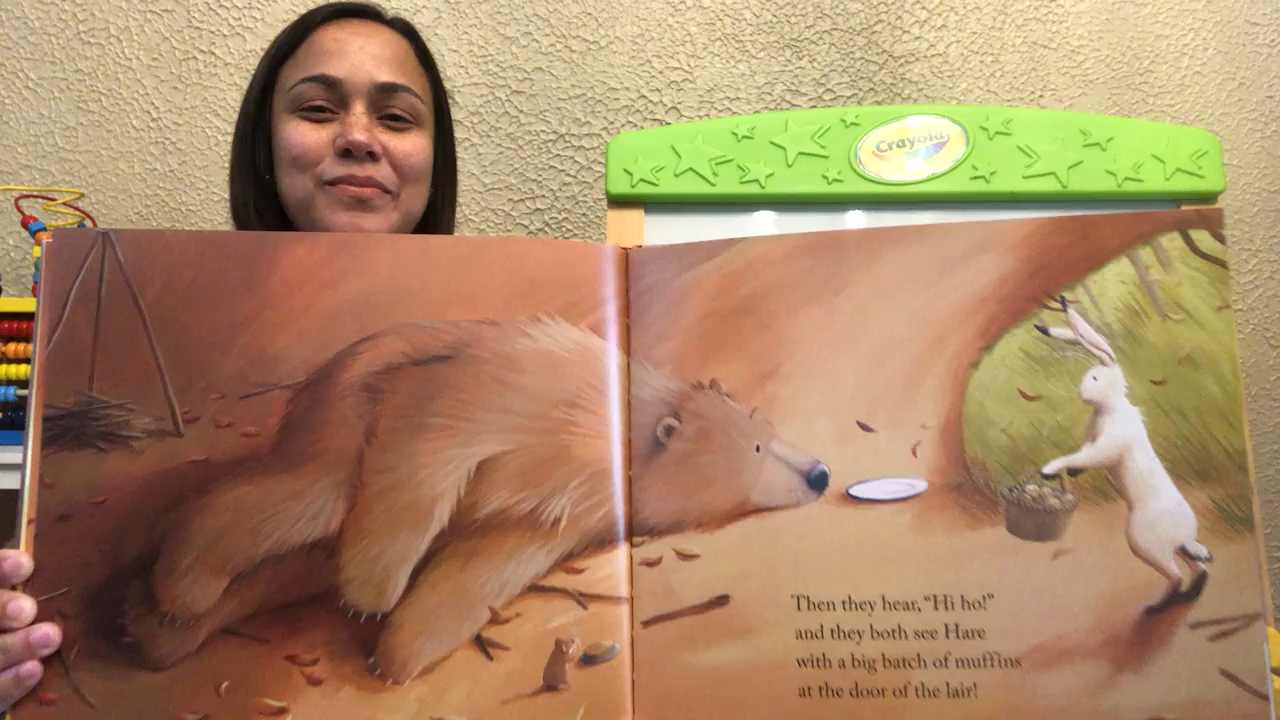 Crayola
Then they hear, “Hi ho!”
and they both see Hare
with a big batch of muffins
at the door of the lair!